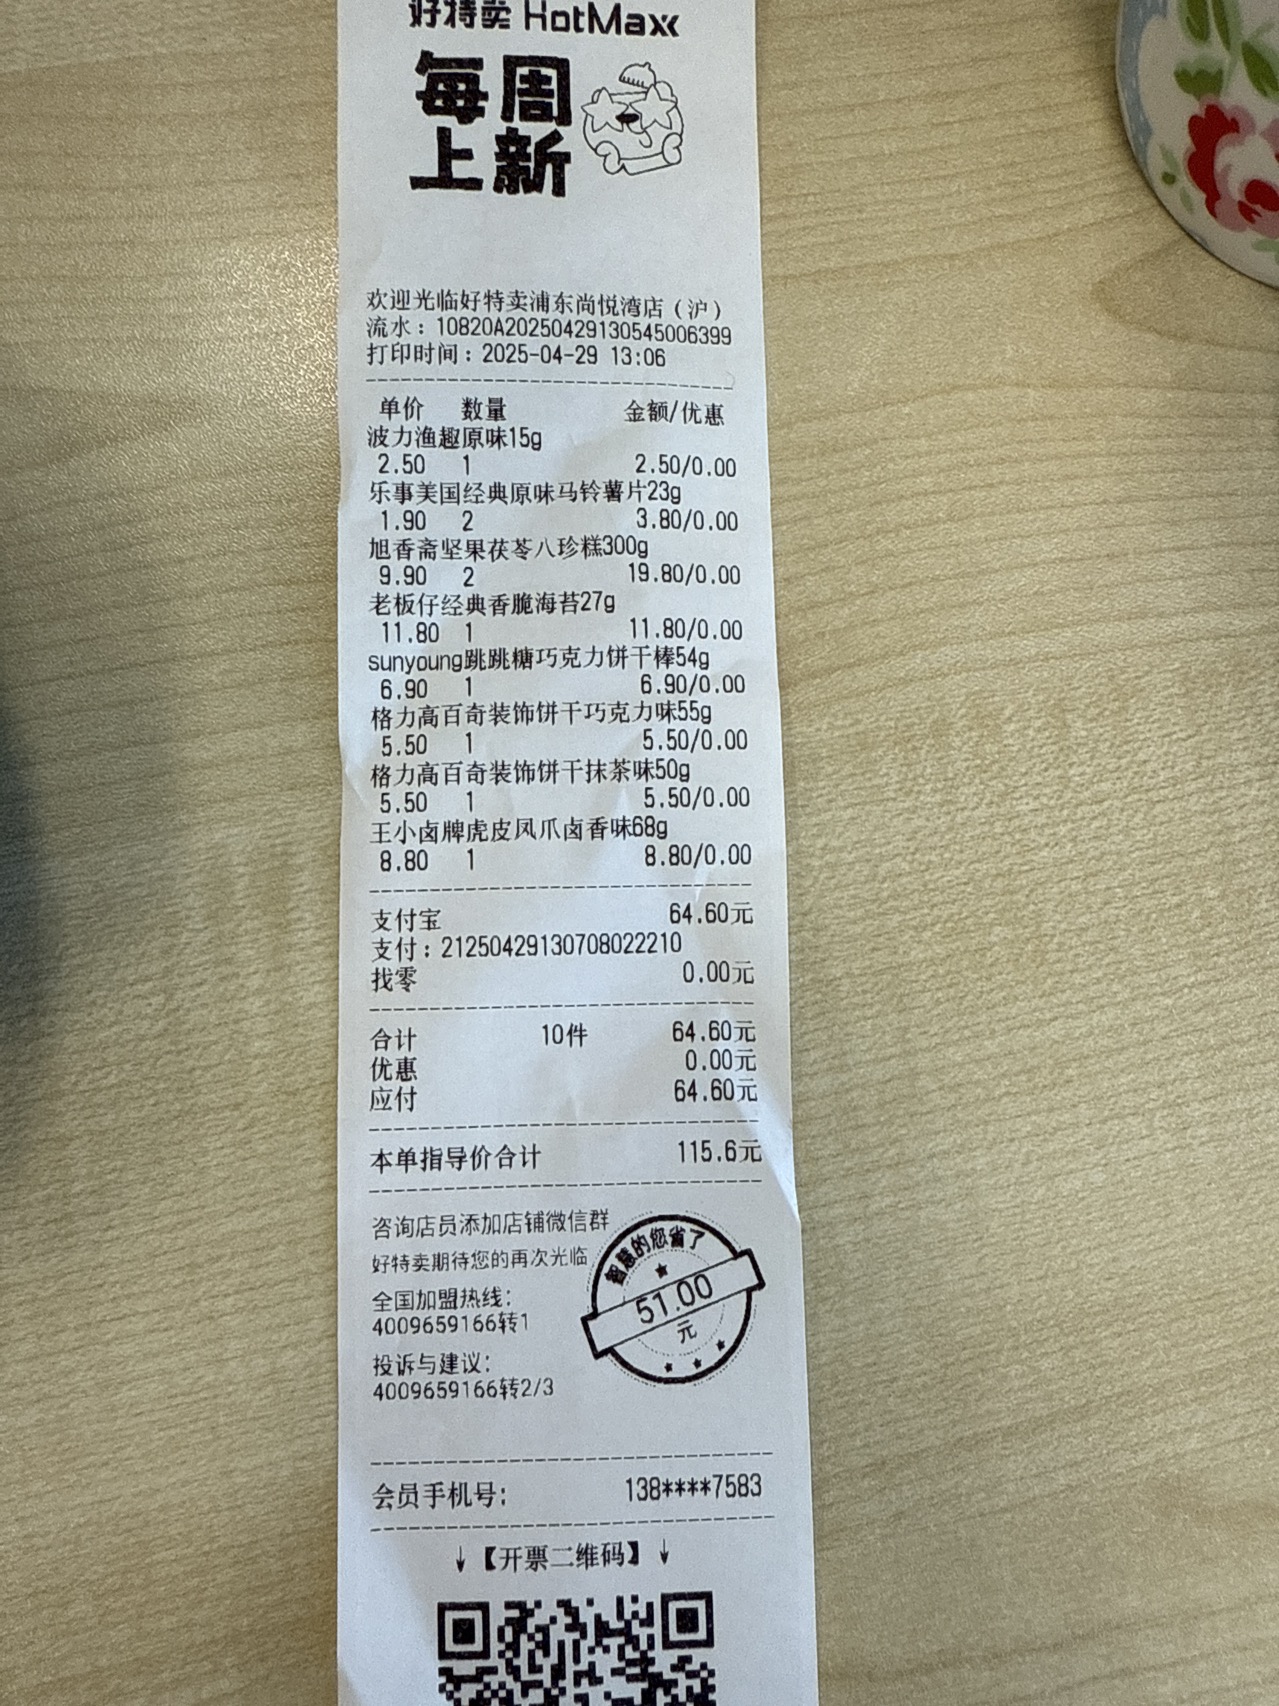 好特卖 HotMaxx
每周
上新
欢迎光临好特卖浦东尚悦湾店（沪）
流水：10820A20250429130545006399
打印时间：2025-04-29 13:06
单价 数量 金额/优惠
波力渔趣原味15g
2.50 1 2.50/0.00
乐事美国经典原味马铃薯片23g
1.90 2 3.80/0.00
旭香斋坚果茯苓八珍糕300g
9.90 2 19.80/0.00
老板仔经典香脆海苔27g
11.80 1 11.80/0.00
sunyoung跳跳糖巧克力饼干棒54g
6.90 1 6.90/0.00
格力高百奇装饰饼干巧克力味55g
5.50 1 5.50/0.00
格力高百奇装饰饼干抹茶味50g
5.50 1 5.50/0.00
王小卤牌虎皮凤爪卤香味68g
8.80 1 8.80/0.00
支付宝 64.60元
支付：21250429130708022210
找零 0.00元
合计 10件 64.60元
优惠 0.00元
应付 64.60元
本单指导价合计 115.6元
咨询店员添加店铺微信群
好特卖期待您的再次光临
全国加盟热线：
4009659166转1
投诉与建议：
4009659166转2/3
智慧的您省了
51.00
元
会员手机号： 138****7583
↓【开票二维码】↓